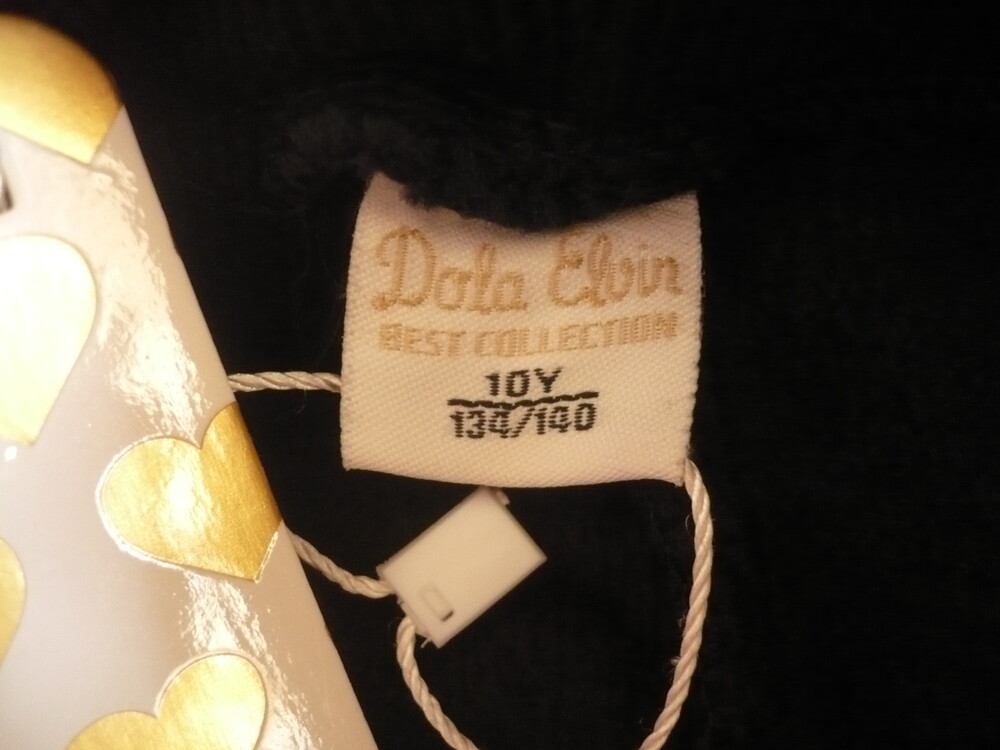 Dola Elvin
BEST COLLECTION
10Y
134/140